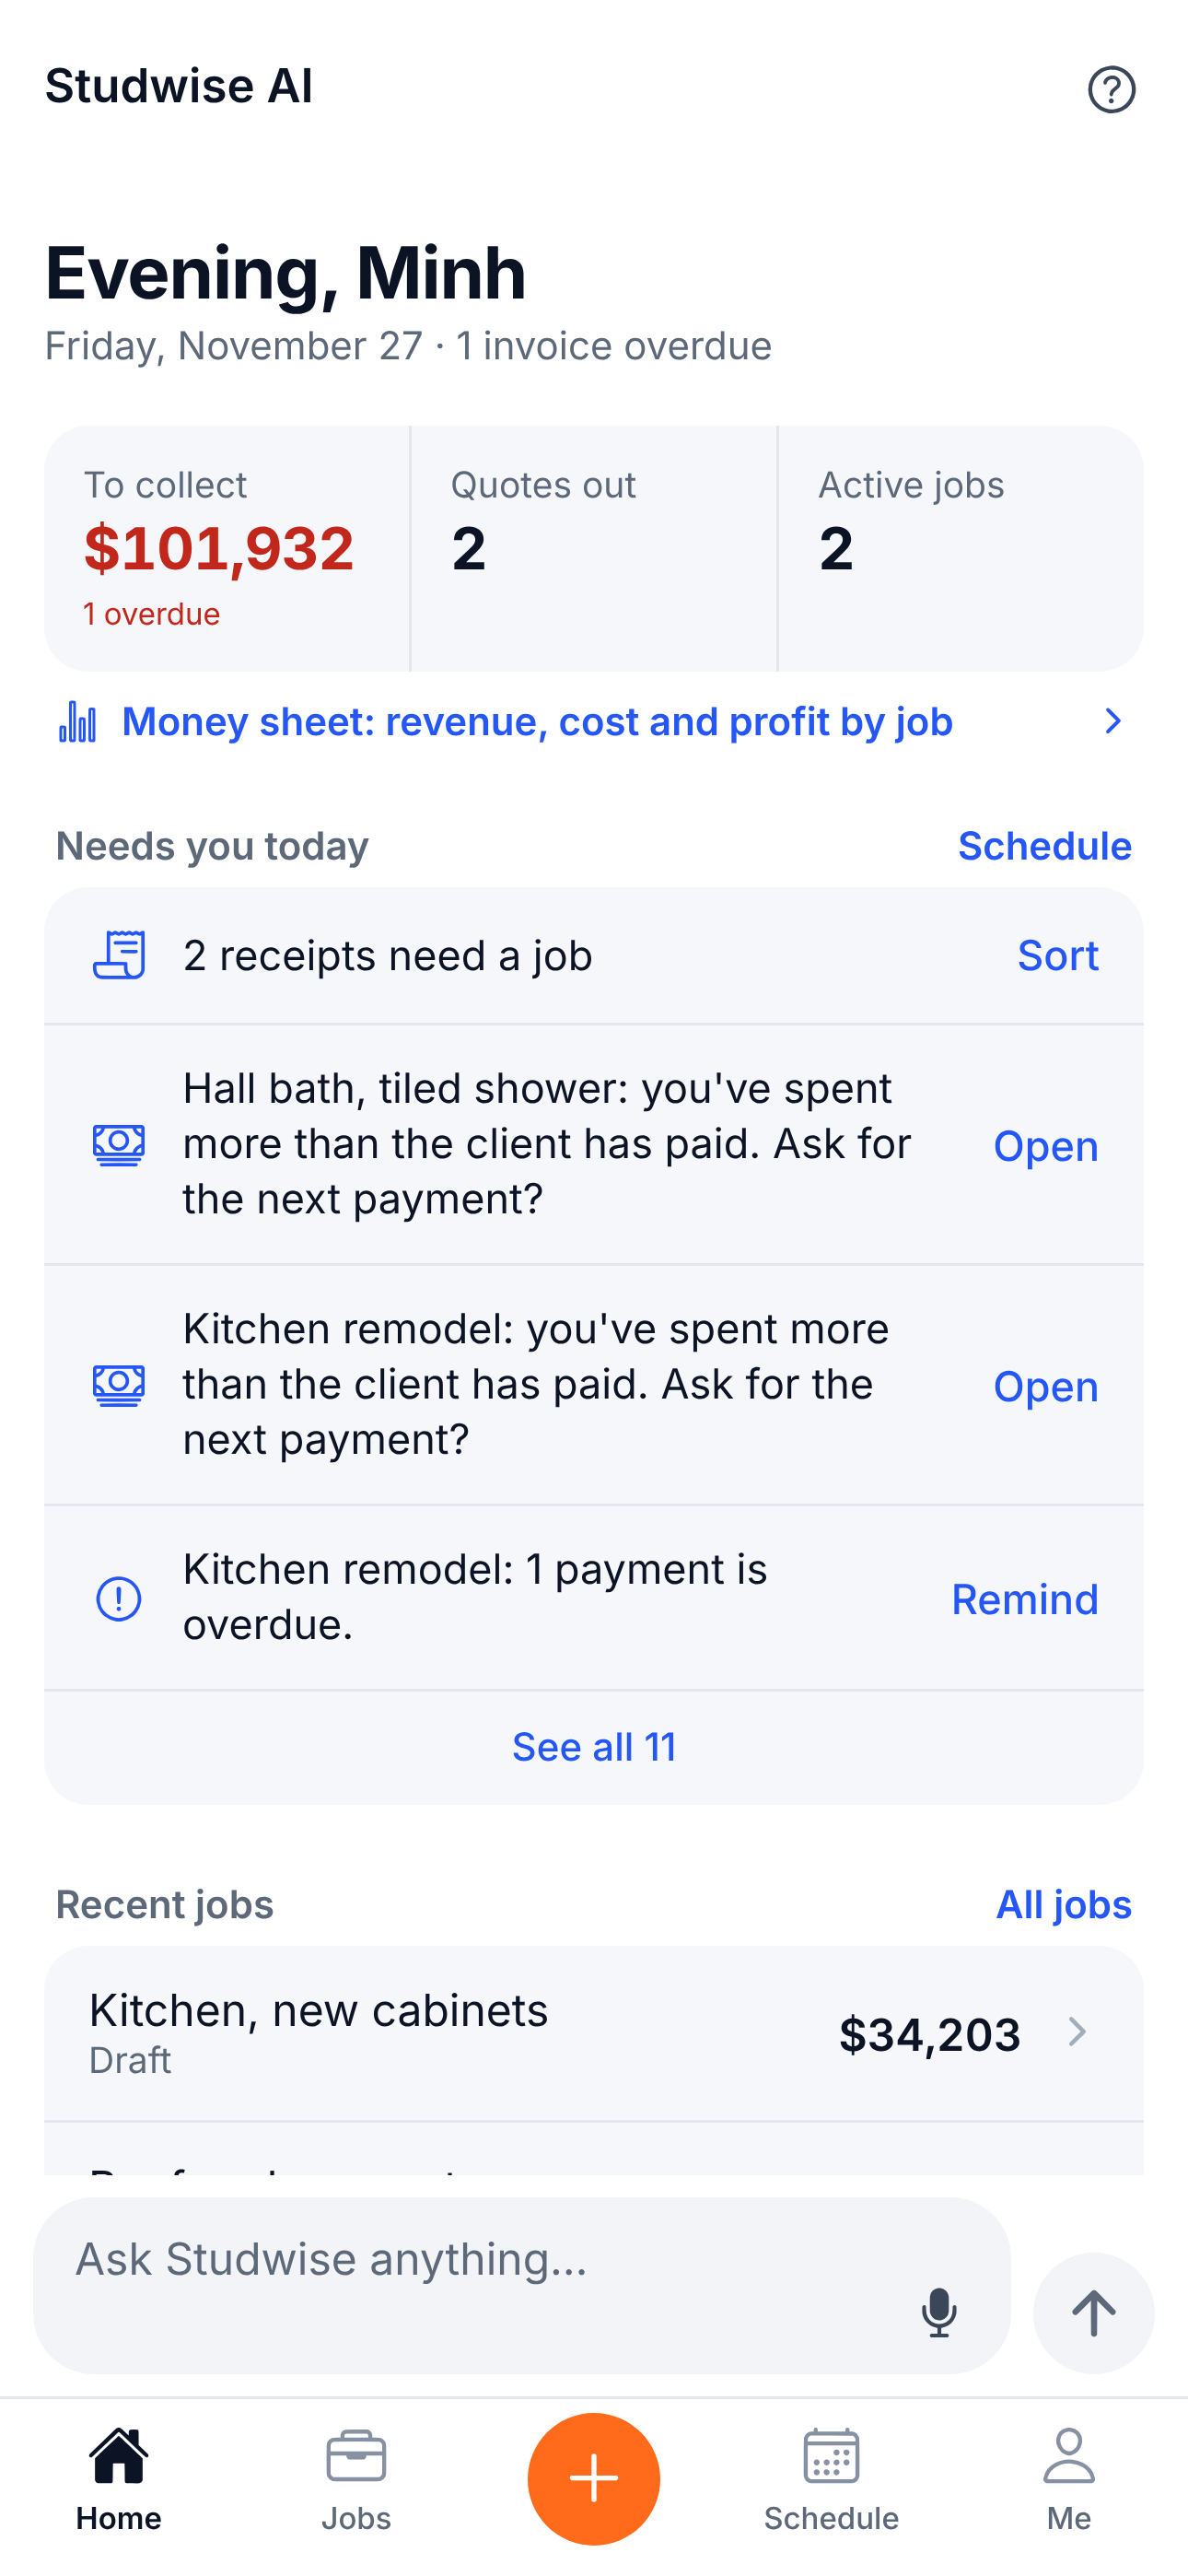 Studwise AI
Evening, Minh
Friday, November 27 · 1 invoice overdue
To collect
$101,932
1 overdue
Quotes out
2
Active jobs
2
Money sheet: revenue, cost and profit by job
Needs you today
Schedule
2 receipts need a job
Sort
Hall bath, tiled shower: you've spent
more than the client has paid. Ask for
the next payment?
Open
Kitchen remodel: you've spent more
than the client has paid. Ask for the
next payment?
Open
Kitchen remodel: 1 payment is
overdue.
Remind
See all 11
Recent jobs
All jobs
Kitchen, new cabinets
Draft
$34,203
Ask Studwise anything...
Home
Jobs
Schedule
Me